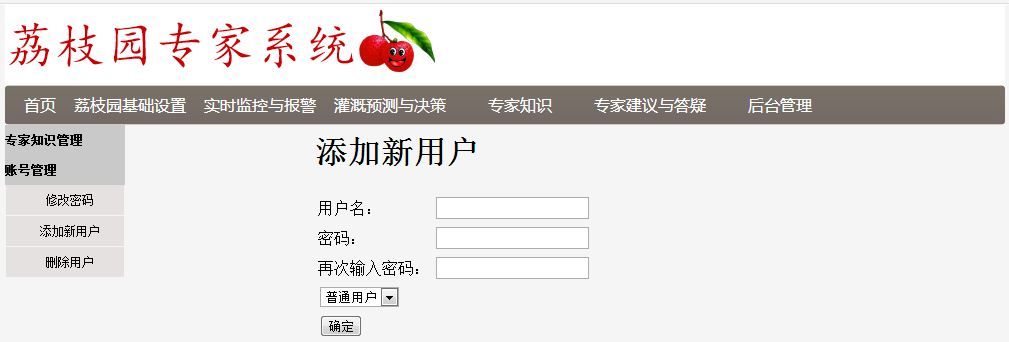 荔枝园专家系统
首页 荔枝园基础设置 实时监控与报警 灌溉预测与决策 专家知识 专家建议与答疑 后台管理
专家知识管理
账号管理
修改密码
添加新用户
删除用户
添加新用户
用户名：
密码：
再次输入密码：
普通用户
确定